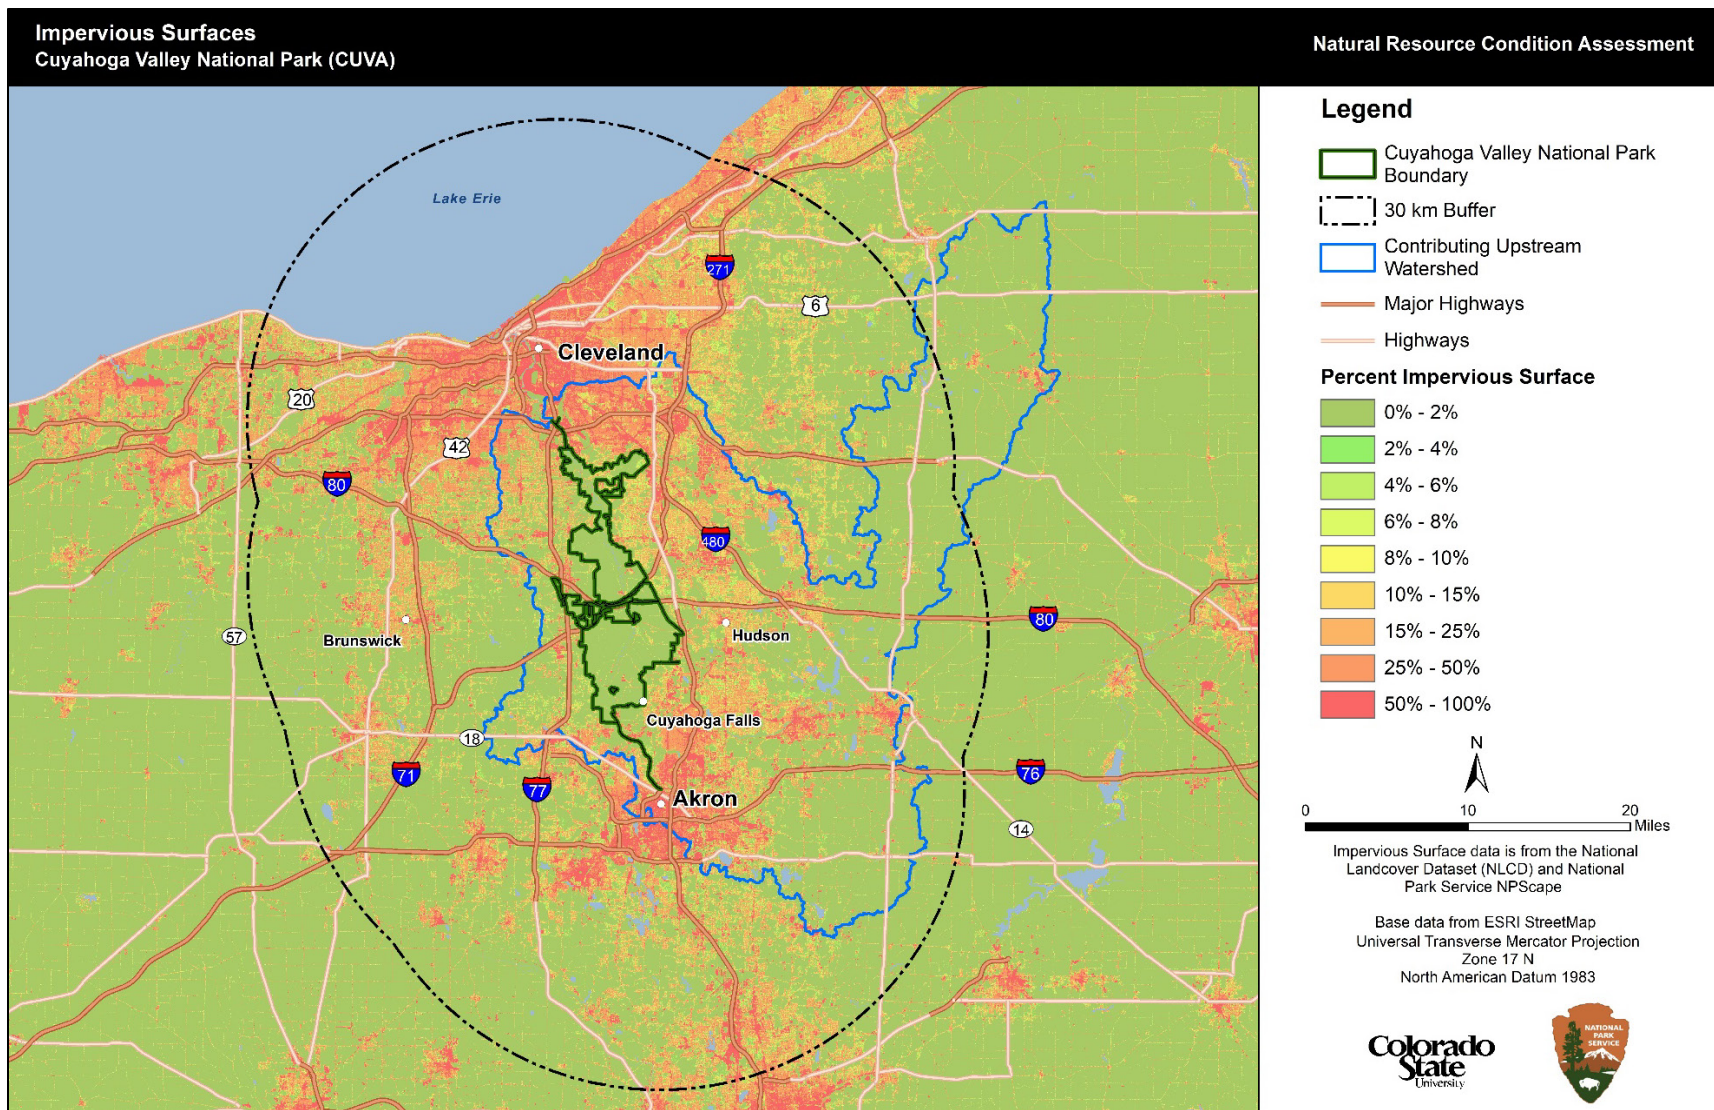 Impervious Surfaces
Cuyahoga Valley National Park (CUVA)
Natural Resource Condition Assessment
Lake Erie
271
6
Cleveland
20
42
80
480
Brunswick
57
Hudson
80
Cuyahoga Falls
18
71
77
76
Akron
14
Legend
Cuyahoga Valley National Park
Boundary
30 km Buffer
Contributing Upstream
Watershed
Major Highways
Highways
Percent Impervious Surface
0% - 2%
2% - 4%
4% - 6%
6% - 8%
8% - 10%
10% - 15%
15% - 25%
25% - 50%
50% - 100%
N
0 10 20
Miles
Impervious Surface data is from the National
Landcover Dataset (NLCD) and National
Park Service NPScape
Base data from ESRI StreetMap
Universal Transverse Mercator Projection
Zone 17 N
North American Datum 1983
Colorado
State
University
NATIONAL
PARK
SERVICE